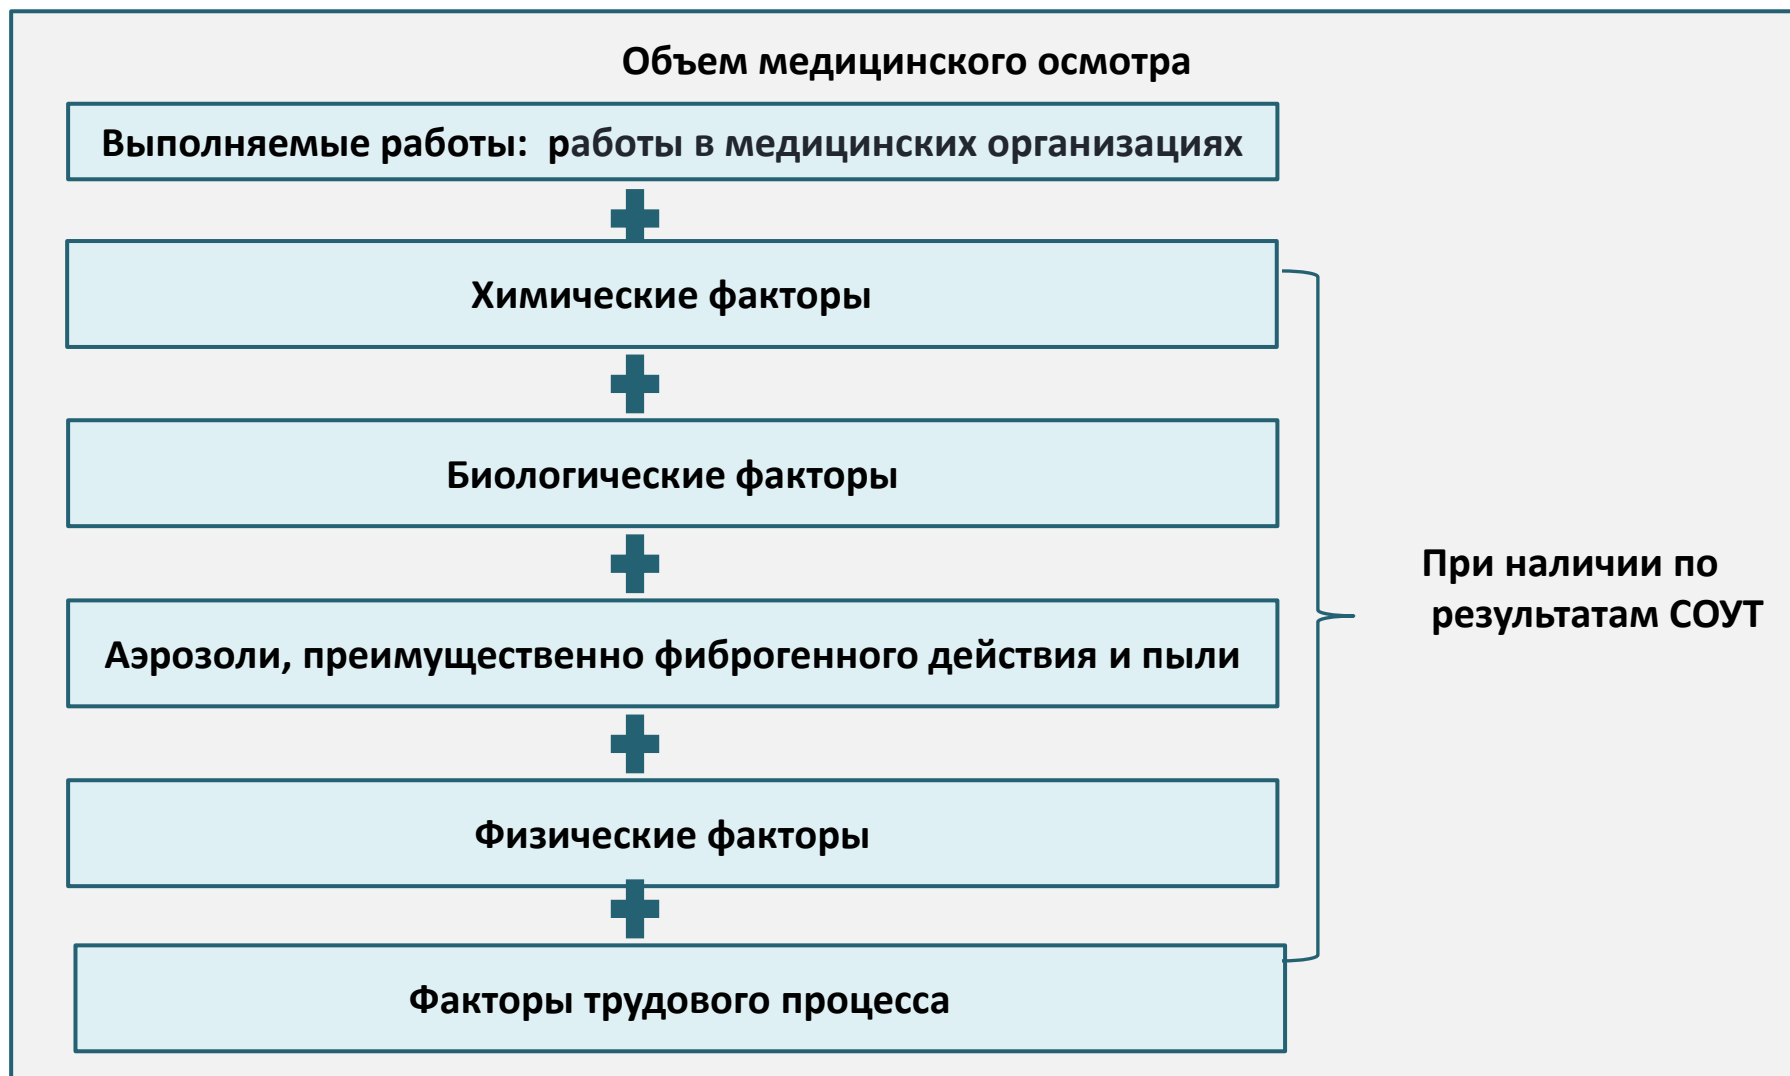 Объем медицинского осмотра
Выполняемые работы: работы в медицинских организациях
Химические факторы
Биологические факторы
Аэрозоли, преимущественно фиброгенного действия и пыли
Физические факторы
Факторы трудового процесса
При наличии по
результатам СОУТ